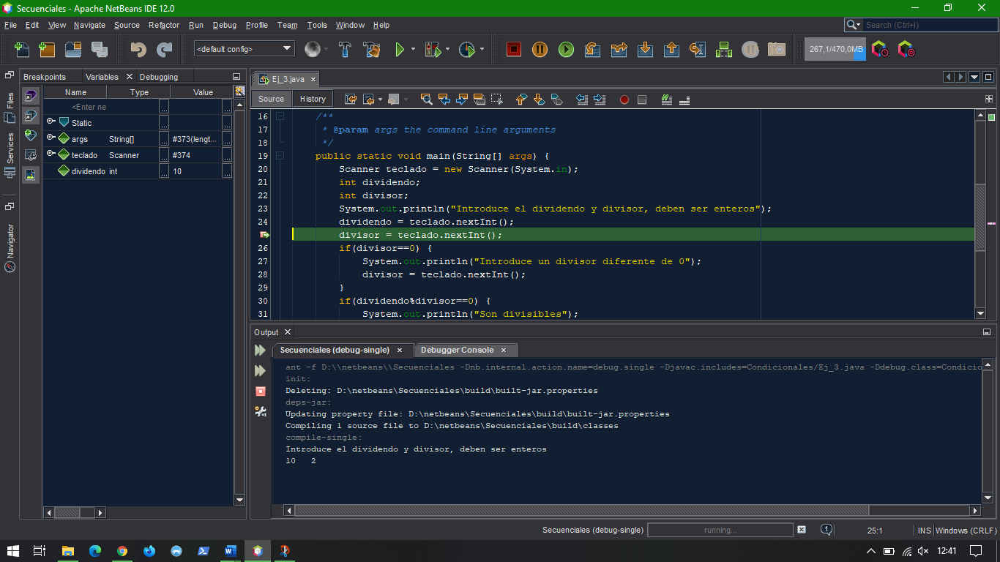 Secuenciales - Apache NetBeans IDE 12.0
File Edit View Navigate Source Refactor Run Debug Profile Team Tools Window Help
Search (Ctrl+I)
<default config>
267,1/470,0MB
Files
Services
Navigator
Breakpoints Variables Debugging
Name Type Value
<Enter ne ... ...
Static ... ...
args String[] ... #373(lengt... ...
teclado Scanner ... #374 ...
dividendo int ... 10 ...
Ej_3.java
Source History
16 /**
17 * @param args the command line arguments
18 */
19 public static void main(String[] args) {
20 Scanner teclado = new Scanner(System.in);
21 int dividendo;
22 int divisor;
23 System.out.println("Introduce el dividendo y divisor, deben ser enteros");
24 dividendo = teclado.nextInt();
divisor = teclado.nextInt();
26 if(divisor==0) {
27 System.out.println("Introduce un divisor diferente de 0");
28 divisor = teclado.nextInt();
29 }
30 if(dividendo%divisor==0) {
31 System.out.println("Son divisibles");
Output
Secuenciales (debug-single) Debugger Console
ant -f D:\\netbeans\\Secuenciales -Dnb.internal.action.name=debug.single -Djavac.includes=Condicionales/Ej_3.java -Ddebug.class=Condicio
init:
Deleting: D:\netbeans\Secuenciales\build\built-jar.properties
deps-jar:
Updating property file: D:\netbeans\Secuenciales\build\built-jar.properties
Compiling 1 source file to D:\netbeans\Secuenciales\build\classes
compile-single:
Introduce el dividendo y divisor, deben ser enteros
10 2
Secuenciales (debug-single) running... 1 25:1 INS Windows (CRLF)
12:41